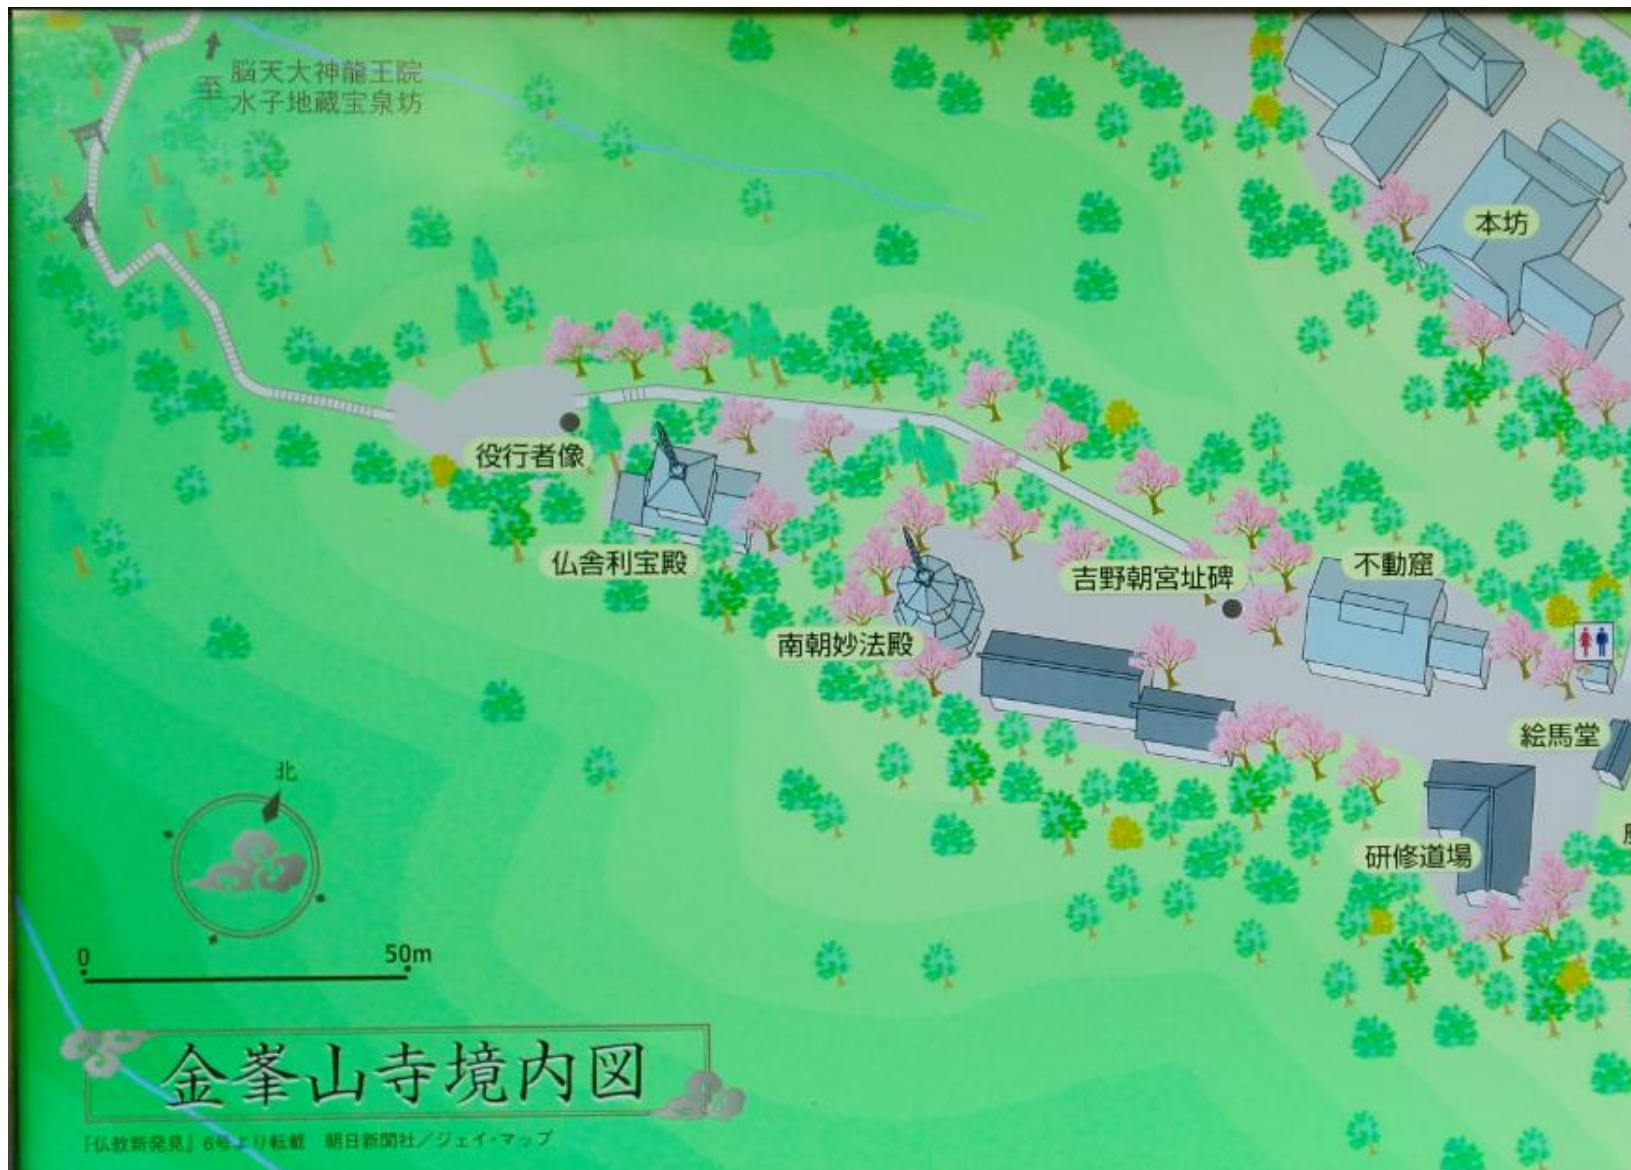 至 脳天大神龍王院
水子地蔵宝泉坊
本坊
役行者像
仏舎利宝殿
吉野朝宮址碑
不動窟
南朝妙法殿
絵馬堂
北
研修道場
0 50m
金峯山寺境内図
『仏教新発見』6号より転載 朝日新聞社/ジェイ・マップ